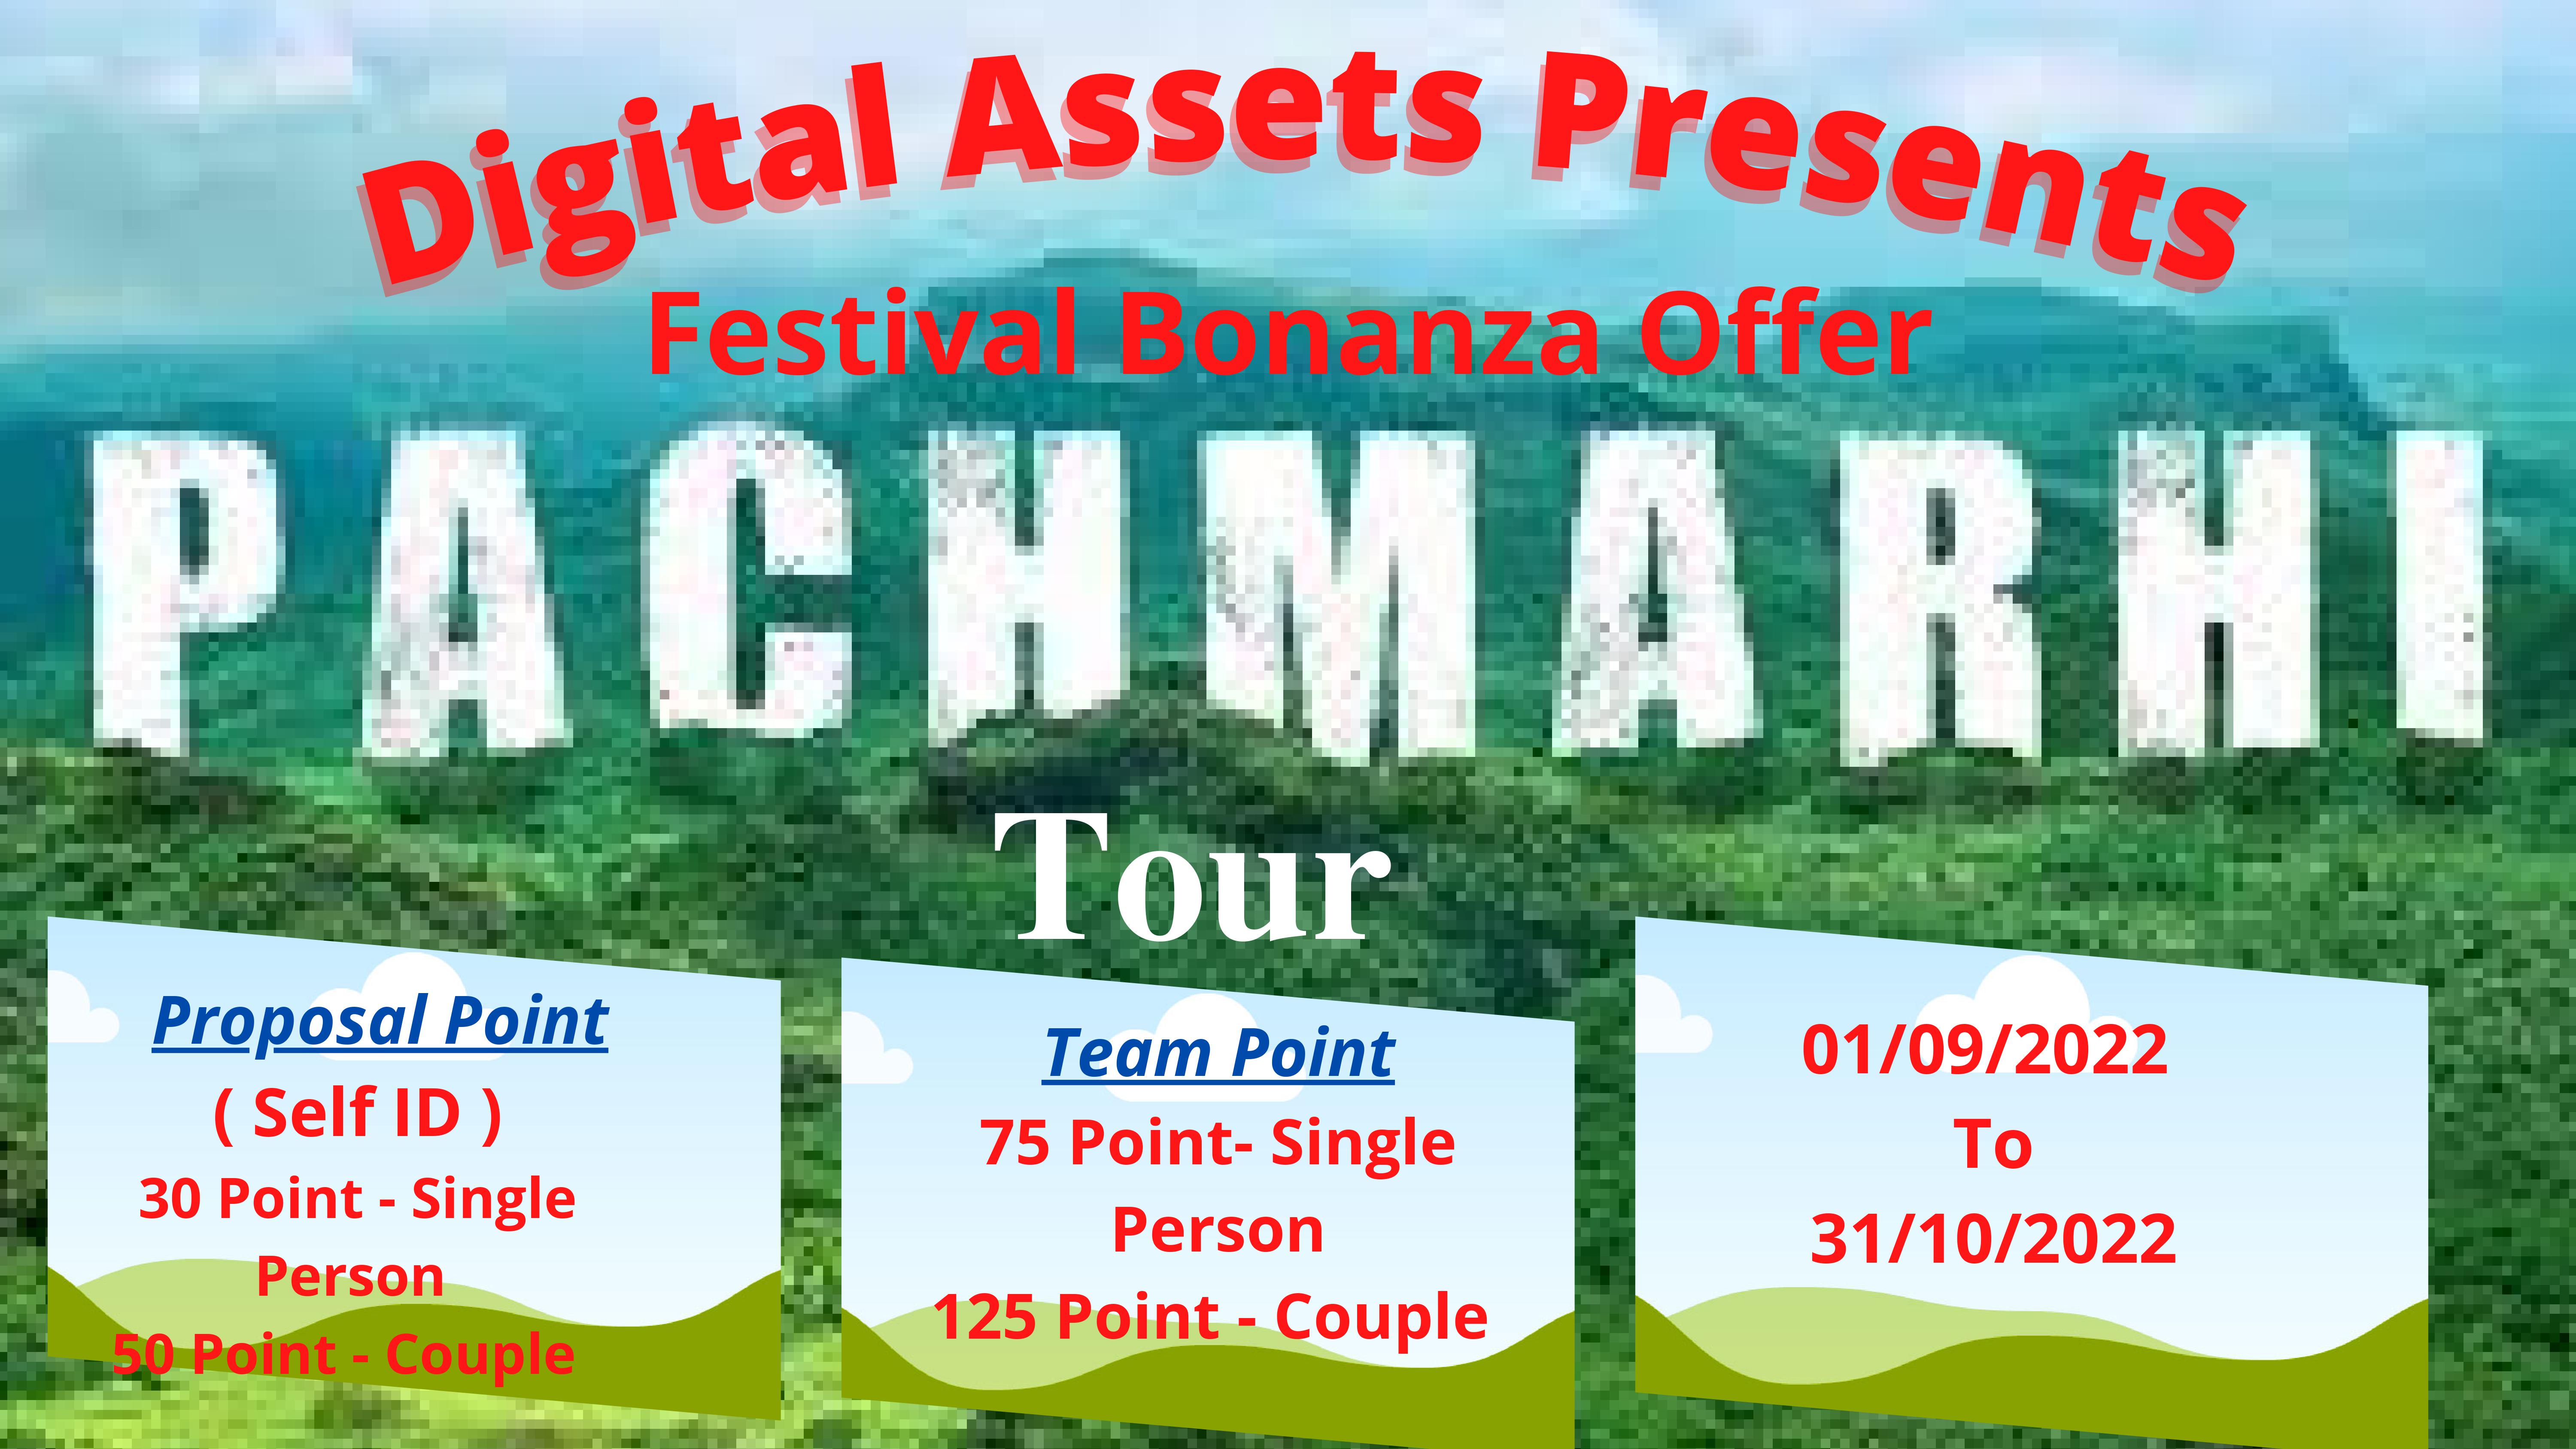 Digital Assets Presents
Festival Bonanza Offer
PACHMARHI
Tour
Proposal Point
( Self ID )
30 Point - Single
Person
50 Point - Couple
Team Point
75 Point- Single
Person
125 Point - Couple
01/09/2022
To
31/10/2022